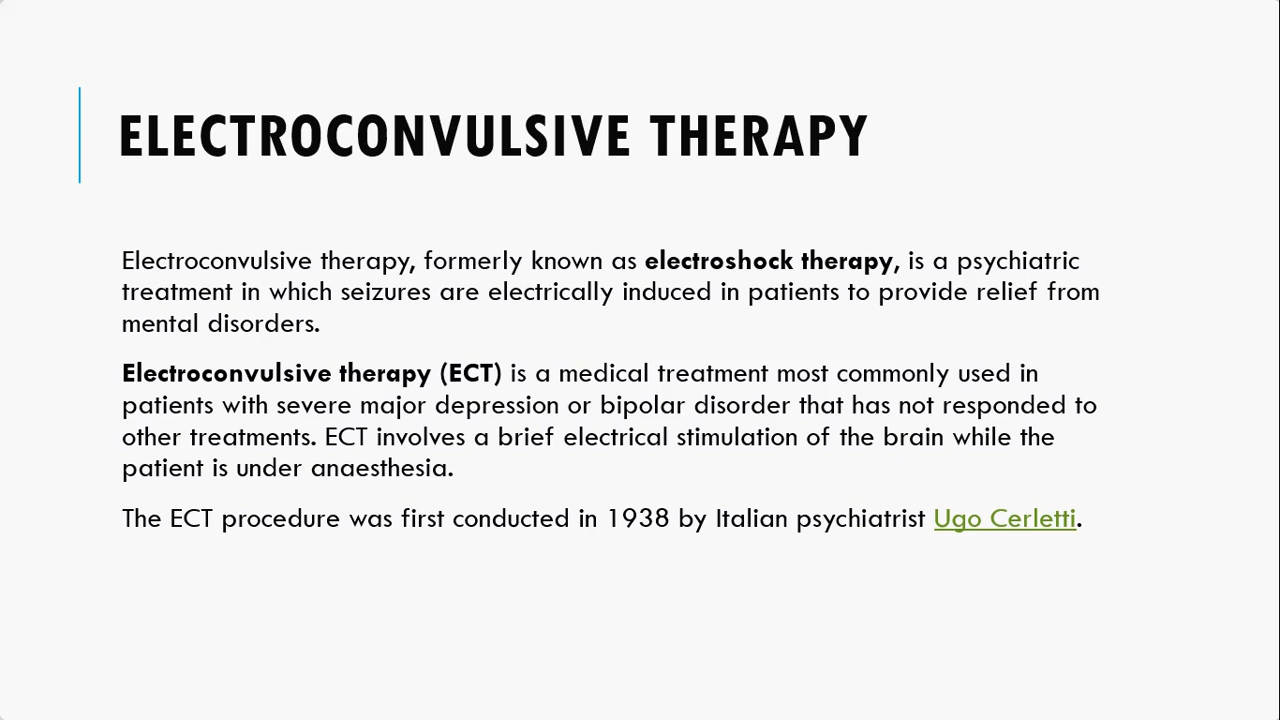 ELECTROCONVULSIVE THERAPY
Electroconvulsive therapy, formerly known as electroshock therapy, is a psychiatric
treatment in which seizures are electrically induced in patients to provide relief from
mental disorders.
Electroconvulsive therapy (ECT) is a medical treatment most commonly used in
patients with severe major depression or bipolar disorder that has not responded to
other treatments. ECT involves a brief electrical stimulation of the brain while the
patient is under anaesthesia.
The ECT procedure was first conducted in 1938 by Italian psychiatrist Ugo Cerletti.